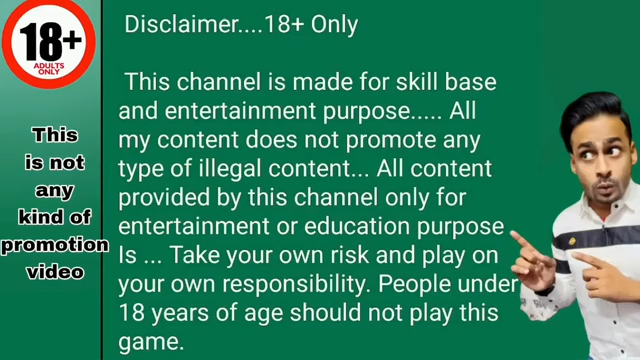 18+
ADULTS
ONLY
This
is not
any
kind of
promotion
video
Disclaimer....18+ Only
This channel is made for skill base
and entertainment purpose..... All
my content does not promote any
type of illegal content... All content
provided by this channel only for
entertainment or education purpose
Is ... Take your own risk and play on
your own responsibility. People under
18 years of age should not play this
game.